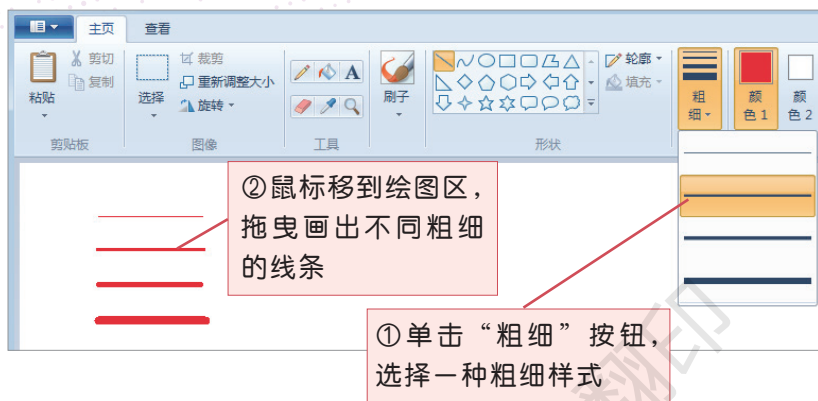 主页 查看
剪切 裁剪 轮廓
复制 重新调整大小 填充
粘贴 选择 旋转 A 刷子 粗细 颜色 1 颜色 2
剪贴板 图像 工具 形状
②鼠标移到绘图区，
拖曳画出不同粗细
的线条
①单击“粗细”按钮，
选择一种粗细样式
翻印